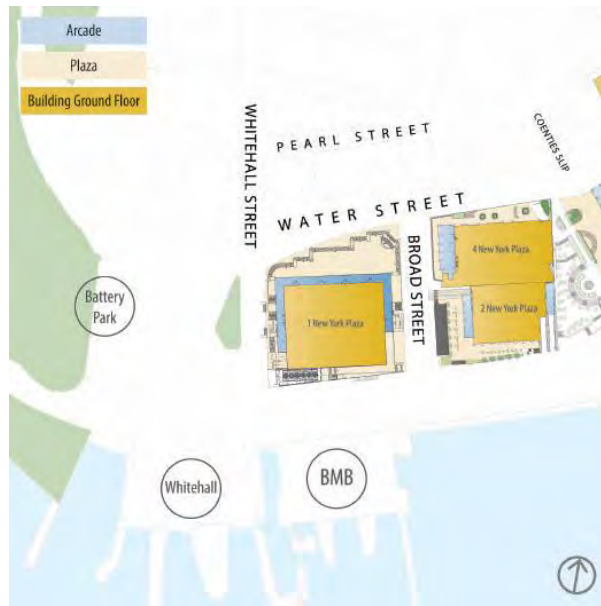 Arcade
Plaza
Building Ground Floor
WHITEHALL STREET
PEARL STREET
COENTIES SLIP
WATER STREET
BROAD STREET
4 New York Plaza
Battery
Park
1 New York Plaza
2 New York Plaza
Whitehall
BMB